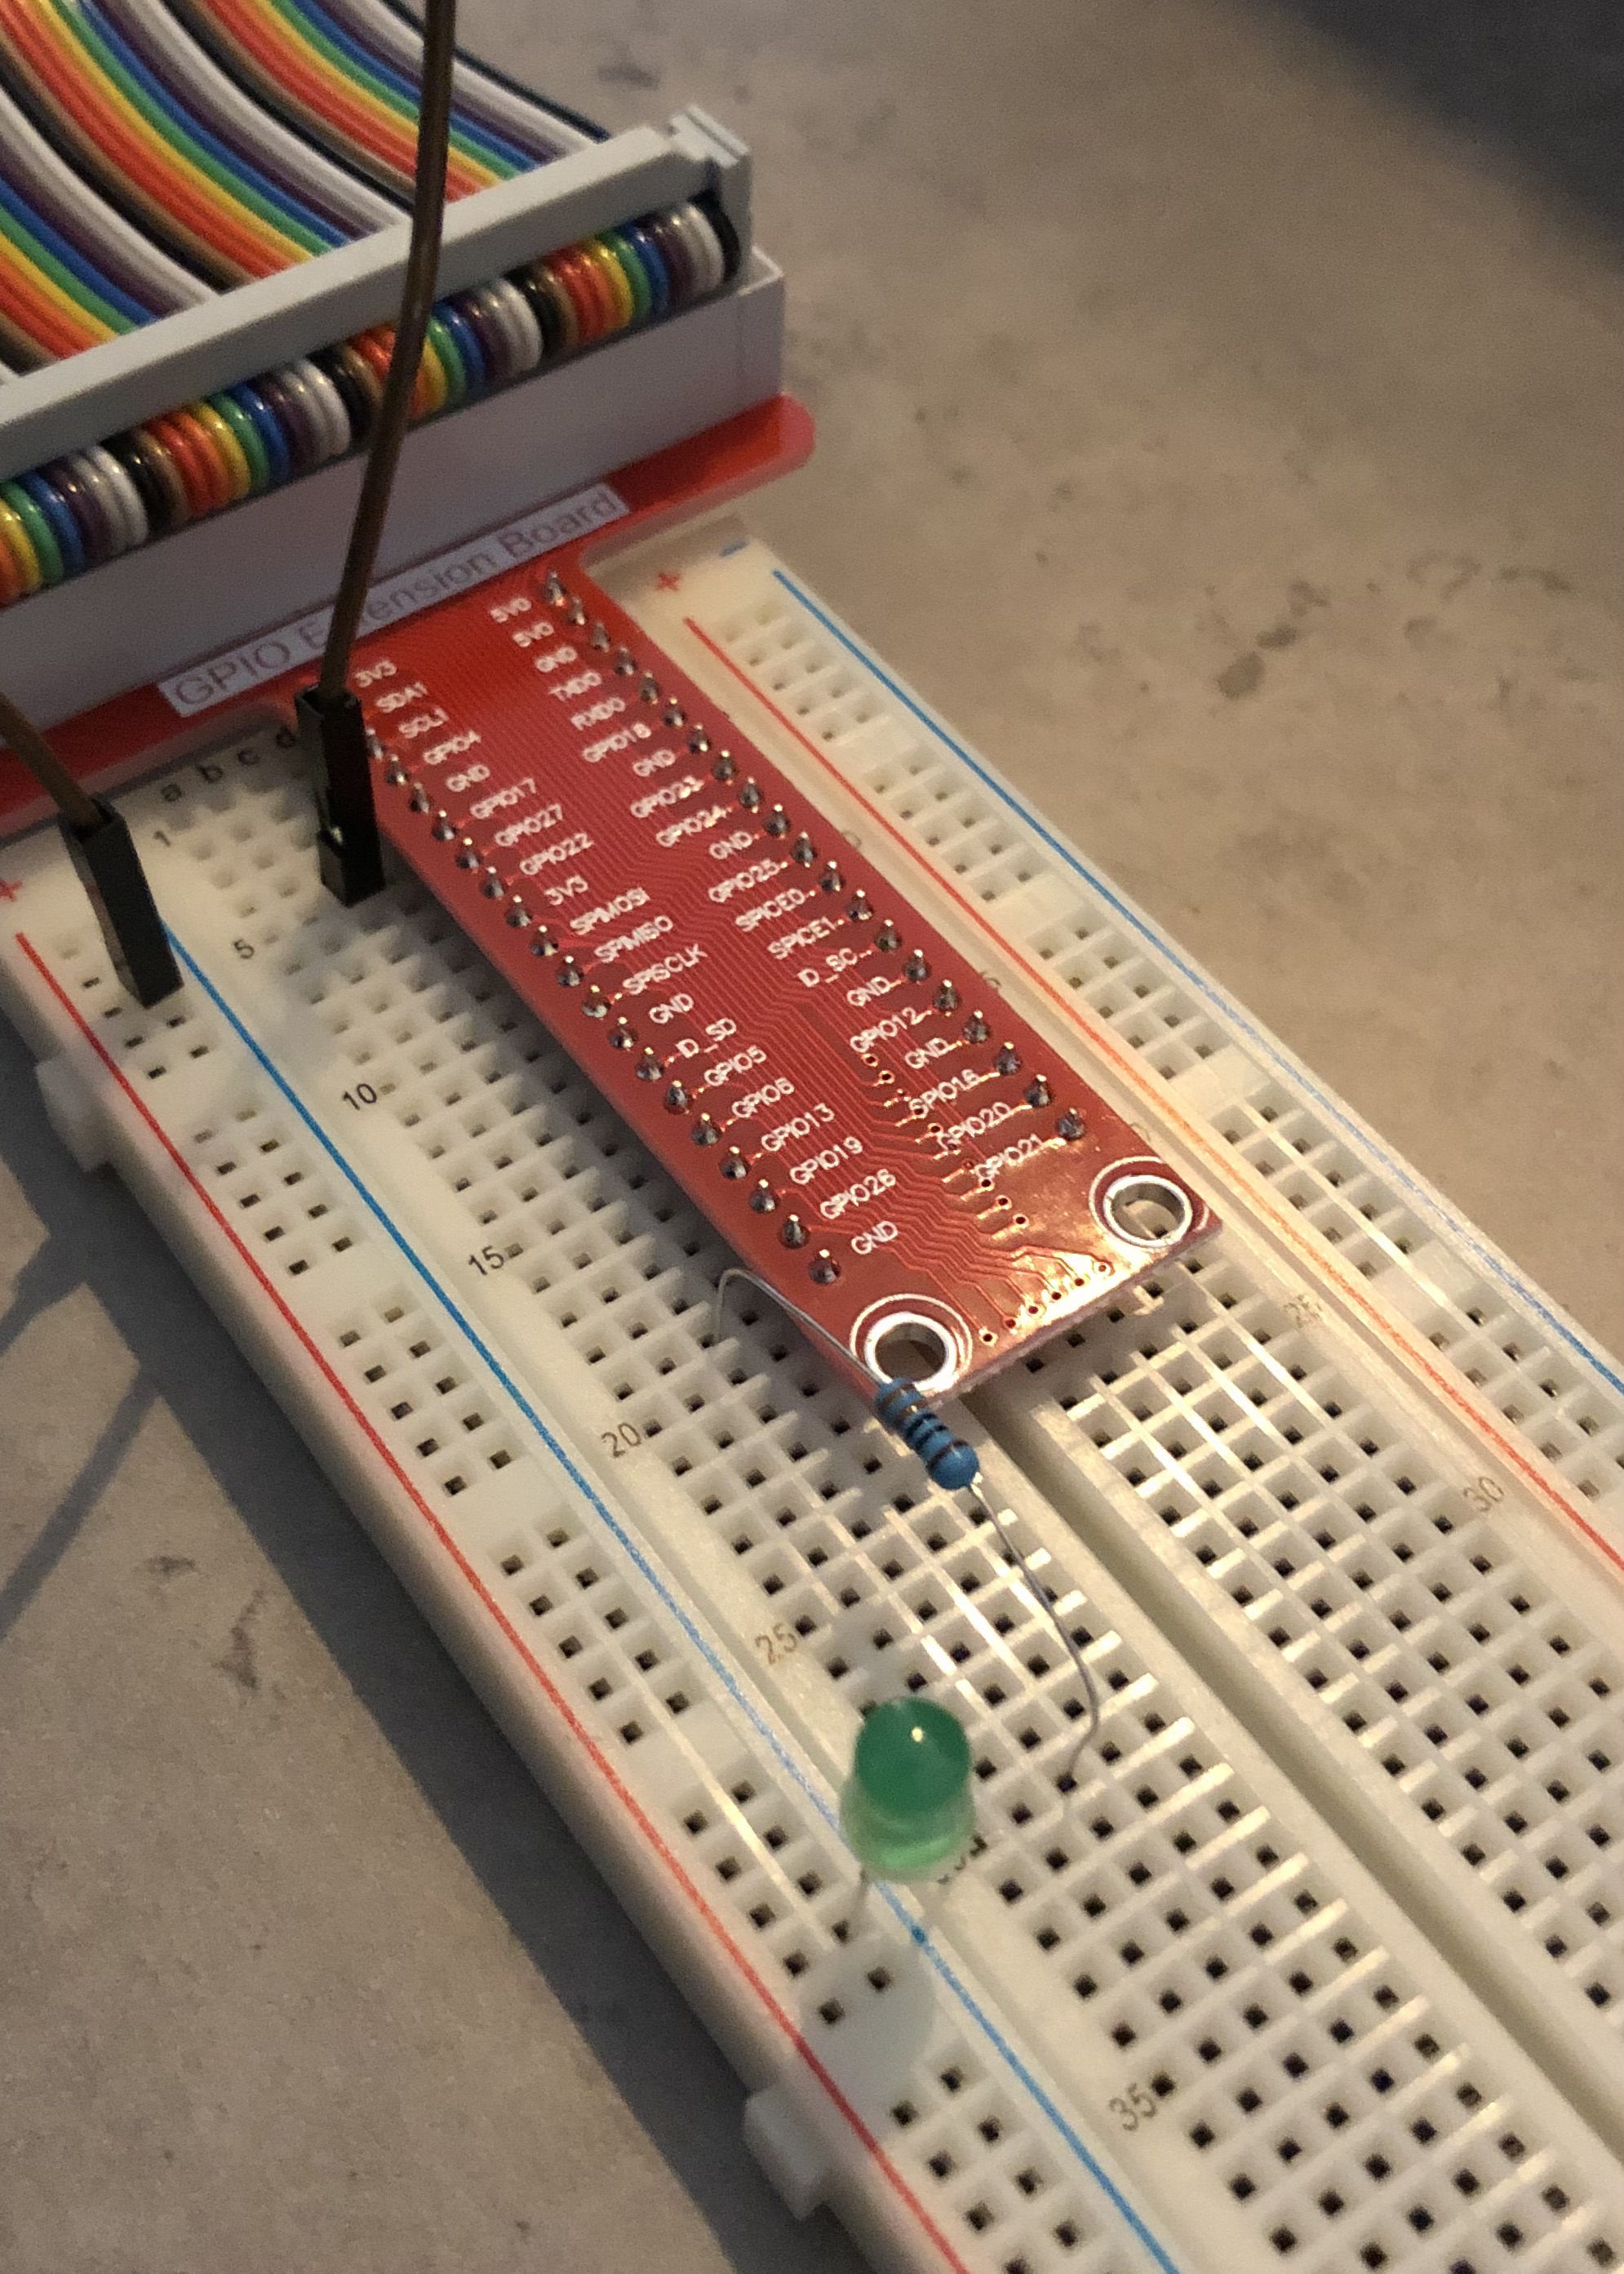 GPIO Extension Board
5V0
5V0
GND
TXD0
RXD0
GPIO18
GND
GPIO23
GPIO24
GND
GPIO25
SPICE0
SPICE1
ID_SC
GND
GPIO12
GND
GPIO16
GPIO20
GPIO21
3V3
SDA1
SCL1
GPIO4
GND
GPIO17
GPIO27
GPIO22
3V3
SPIMOSI
SPIMISO
SPISCLK
GND
ID_SD
GPIO5
GPIO6
GPIO13
GPIO19
GPIO26
GND
+ −
a b c d
+
1
5
10
15
20
25
35
25
30